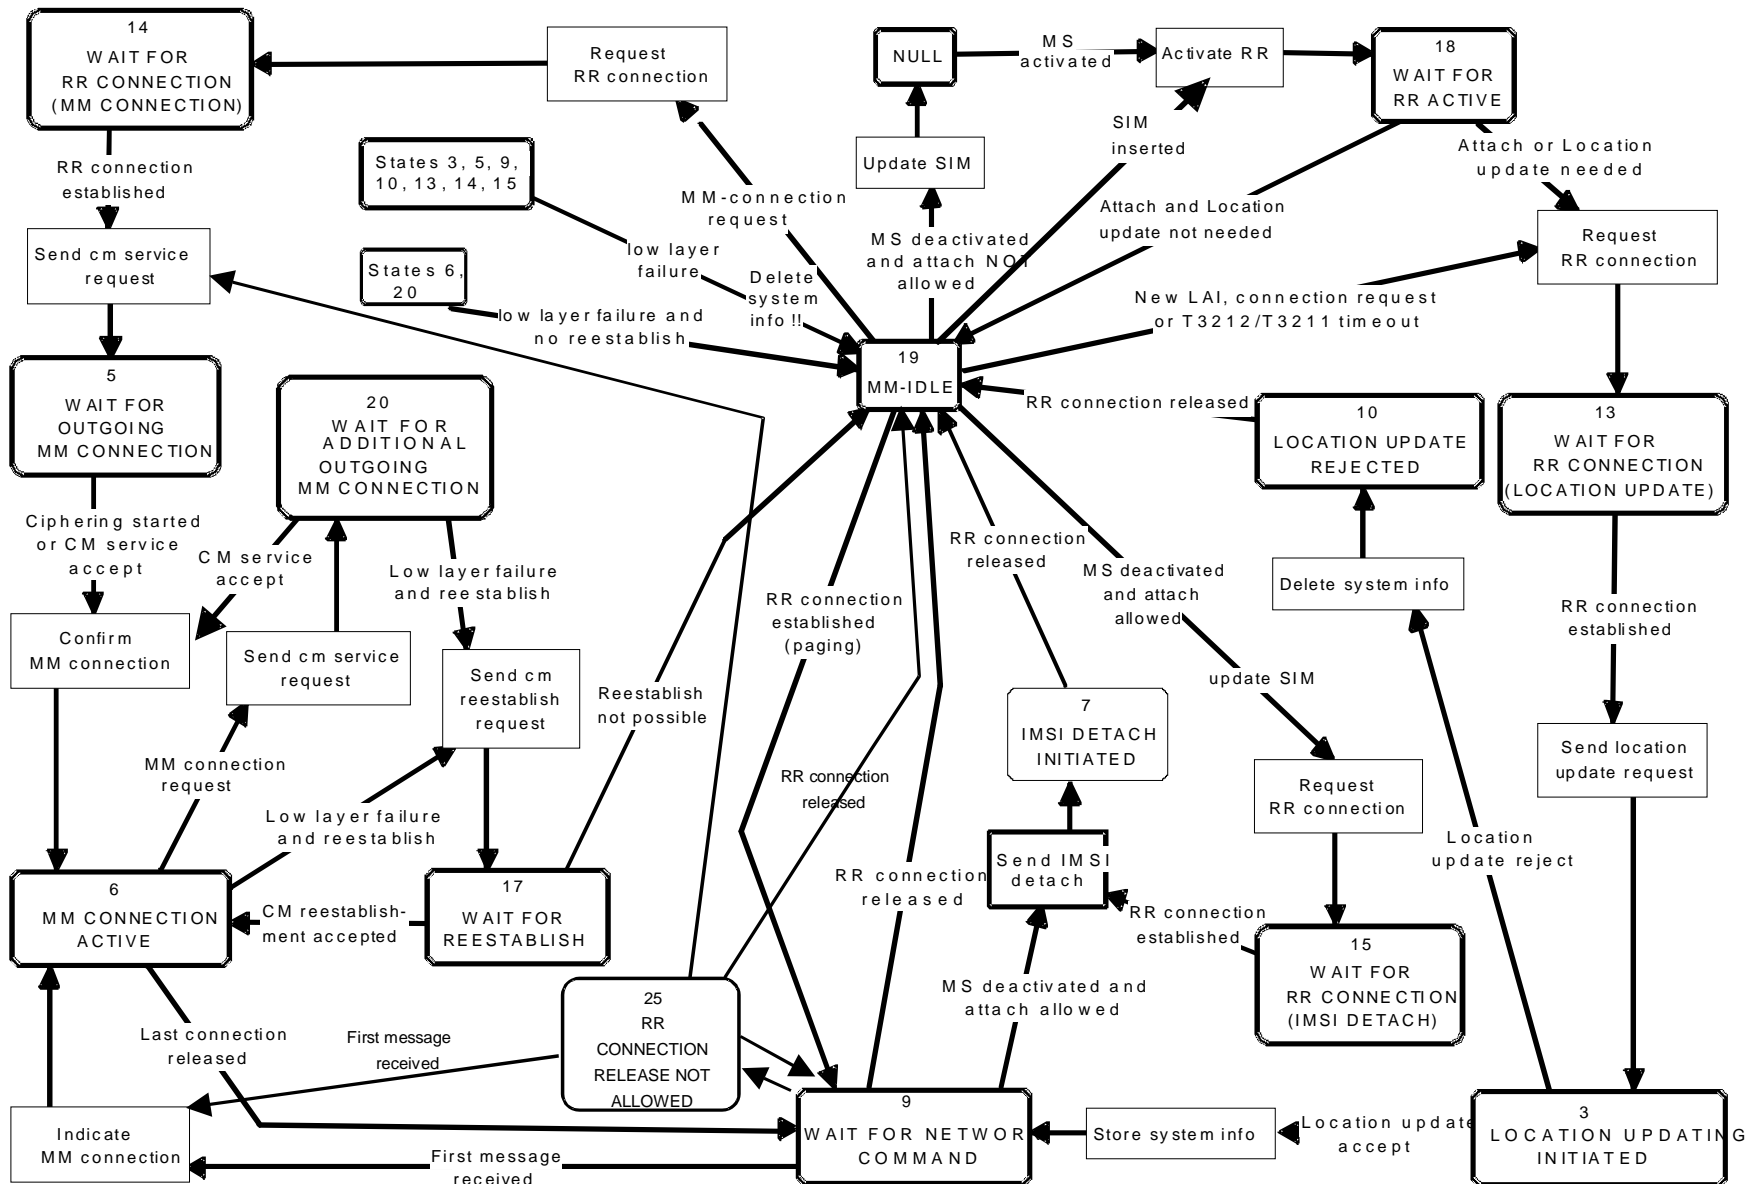 14
WAIT FOR
RR CONNECTION
(MM CONNECTION)
Request
RR connection
NULL
MS
activated
Activate RR
18
WAIT FOR
RR ACTIVE
States 3, 5, 9,
10, 13, 14, 15
Update SIM
SIM
inserted
Attach or Location
update needed
RR connection
established
MM-connection
request
Attach and Location
update not needed
Send cm service
request
States 6,
20
low layer
failure
Delete
system
info !!
MS deactivated
and attach NOT
allowed
Request
RR connection
low layer failure and
no reestablish
New LAI, connection request
or T3212/T3211 timeout
19
MM-IDLE
5
WAIT FOR
OUTGOING
MM CONNECTION
20
WAIT FOR
ADDITIONAL
OUTGOING
MM CONNECTION
RR connection released
10
LOCATION UPDATE
REJECTED
13
WAIT FOR
RR CONNECTION
(LOCATION UPDATE)
Ciphering started
or CM service
accept
CM service
accept
Low layer failure
and reestablish
RR connection
released
MS deactivated
and attach
allowed
Delete system info
RR connection
established
(paging)
RR connection
established
Confirm
MM connection
Send cm service
request
Send cm
reestablish
request
Reestablish
not possible
update SIM
7
IMSI DETACH
INITIATED
Send location
update request
MM connection
request
RR connection
released
Request
RR connection
Low layer failure
and reestablish
Location
update reject
Send IMSI
detach
RR connection
released
6
MM CONNECTION
ACTIVE
CM reestablish-
ment accepted
17
WAIT FOR
REESTABLISH
RR connection
established
15
WAIT FOR
RR CONNECTION
(IMSI DETACH)
MS deactivated and
attach allowed
25
RR
CONNECTION
RELEASE NOT
ALLOWED
Last connection
released
First message
received
9
WAIT FOR NETWOR
COMMAND
Store system info
Location update
accept
3
LOCATION UPDATING
INITIATED
Indicate
MM connection
First message
received